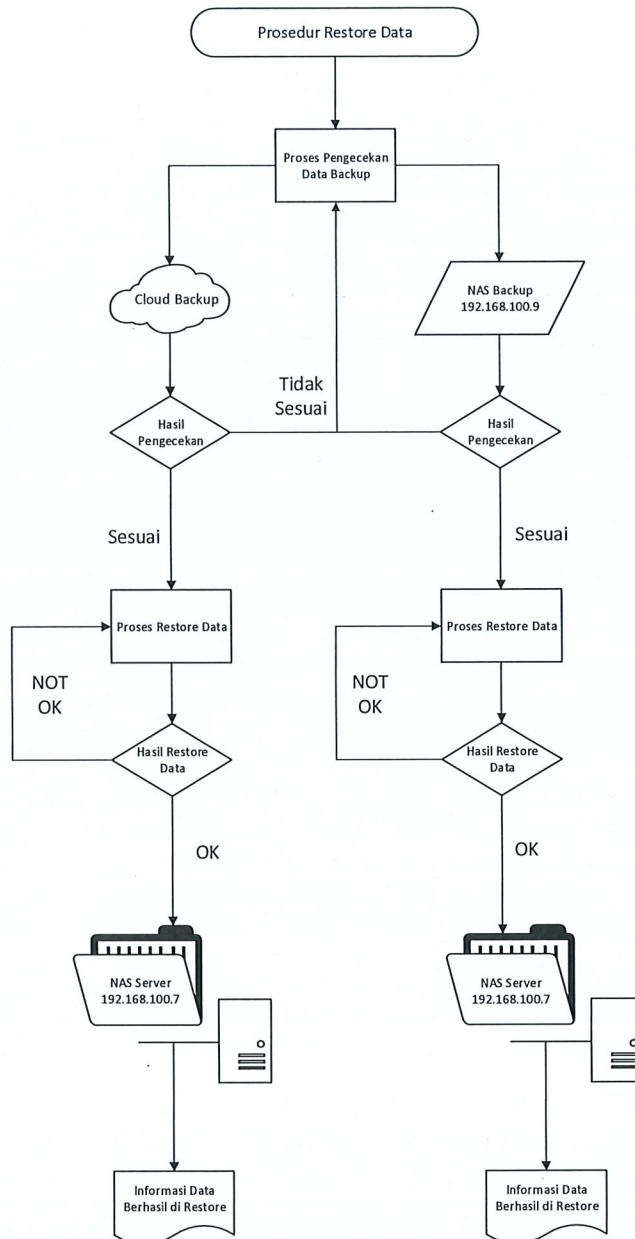 Prosedur Restore Data
Proses Pengecekan
Data Backup
Cloud Backup
NAS Backup
192.168.100.9
Tidak
Sesuai
Hasil
Pengecekan
Hasil
Pengecekan
Sesuai
Sesuai
Proses Restore Data
Proses Restore Data
NOT
OK
NOT
OK
Hasil Restore
Data
Hasil Restore
Data
OK
OK
NAS Server
192.168.100.7
NAS Server
192.168.100.7
Informasi Data
Berhasil di Restore
Informasi Data
Berhasil di Restore